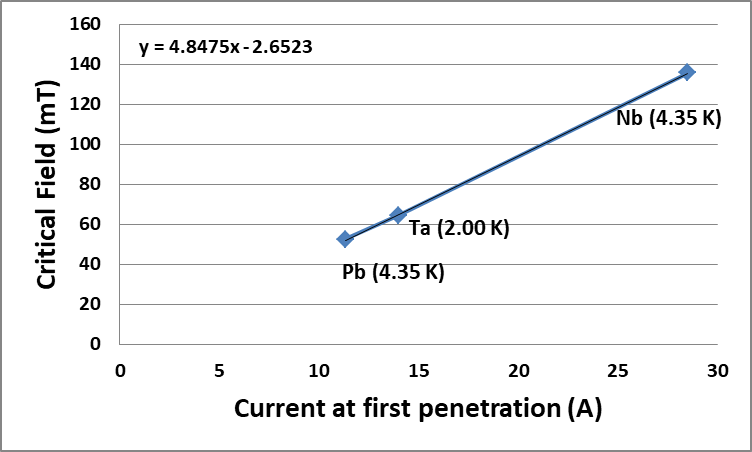 y = 4.8475x - 2.6523
Critical Field (mT)
160
140
120
100
80
60
40
20
0
Nb (4.35 K)
Ta (2.00 K)
Pb (4.35 K)
0 5 10 15 20 25 30
Current at first penetration (A)